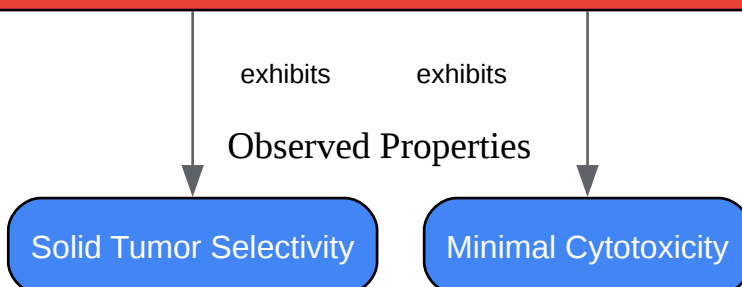 exhibits exhibits
Observed Properties
Solid Tumor Selectivity
Minimal Cytotoxicity